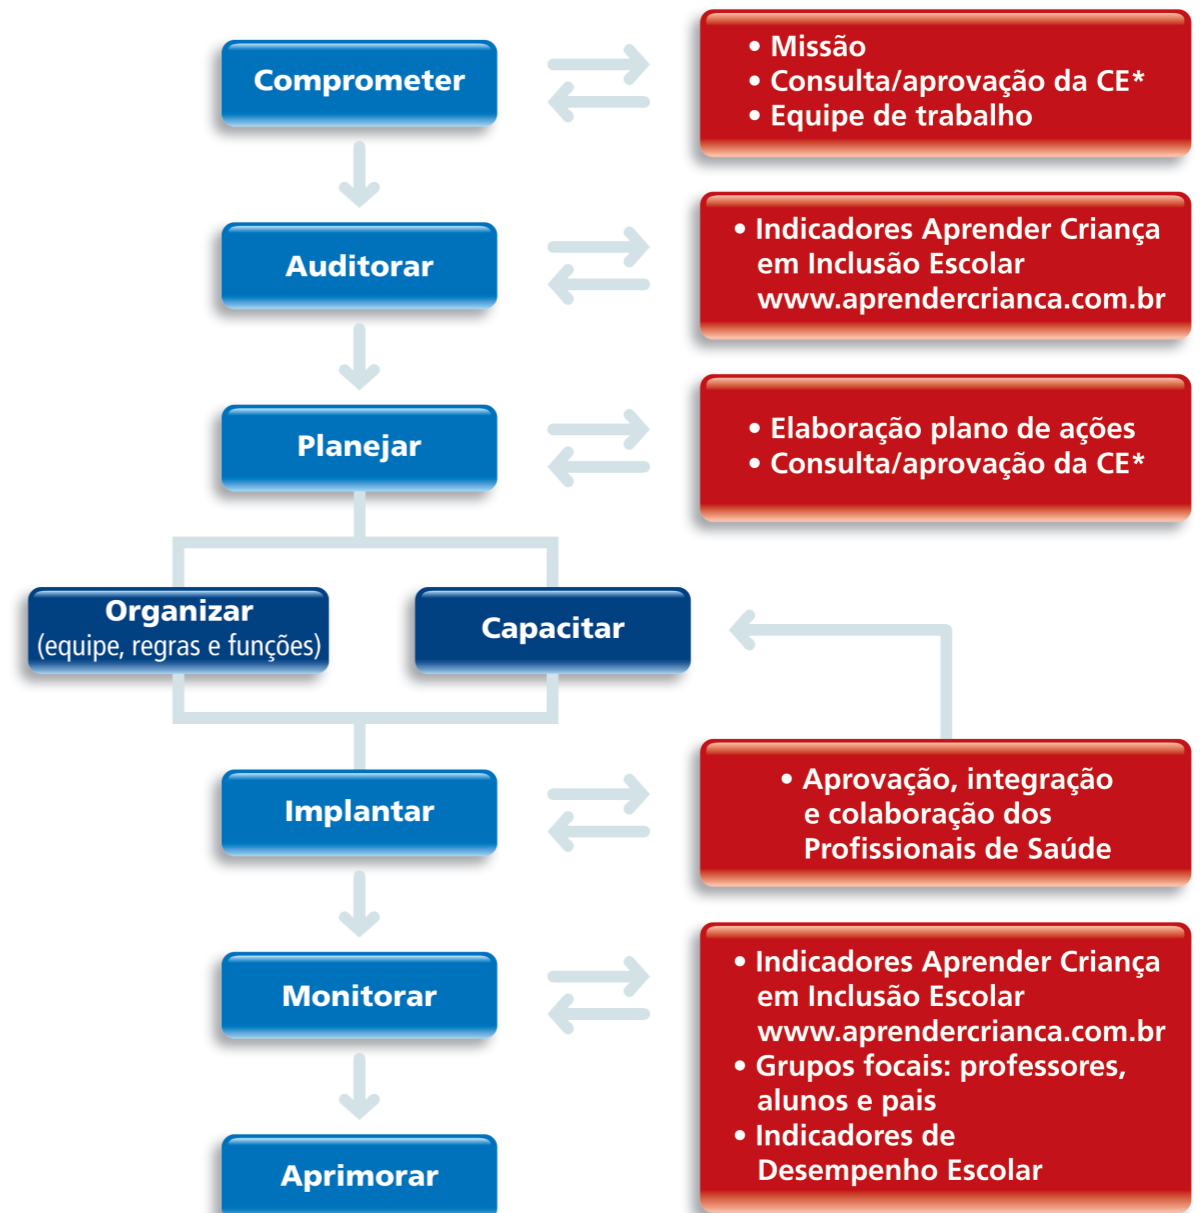 Comprometer
• Missão
• Consulta/aprovação da CE*
• Equipe de trabalho
Auditorar
• Indicadores Aprender Criança
em Inclusão Escolar
www.aprendercrianca.com.br
Planejar
• Elaboração plano de ações
• Consulta/aprovação da CE*
Organizar
(equipe, regras e funções)
Capacitar
Implantar
• Aprovação, integração
e colaboração dos
Profissionais de Saúde
Monitorar
• Indicadores Aprender Criança
em Inclusão Escolar
www.aprendercrianca.com.br
• Grupos focais: professores,
alunos e pais
• Indicadores de
Desempenho Escolar
Aprimorar